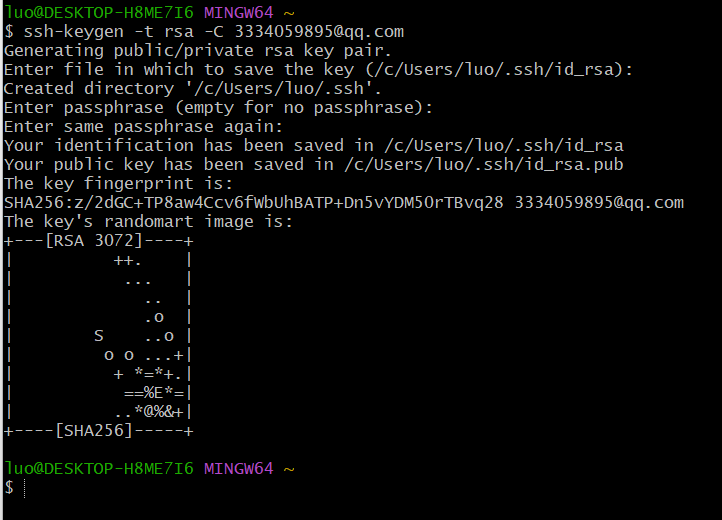 luo@DESKTOP-H8ME7I6 MINGW64 ~
$ ssh-keygen -t rsa -C 3334059895@qq.com
Generating public/private rsa key pair.
Enter file in which to save the key (/c/Users/luo/.ssh/id_rsa):
Created directory '/c/Users/luo/.ssh'.
Enter passphrase (empty for no passphrase):
Enter same passphrase again:
Your identification has been saved in /c/Users/luo/.ssh/id_rsa
Your public key has been saved in /c/Users/luo/.ssh/id_rsa.pub
The key fingerprint is:
SHA256:z/2dGC+TP8aw4Ccv6fWbUhBATP+Dn5vYDM5OrTBvq28 3334059895@qq.com
The key's randomart image is:
+---[RSA 3072]----+
|          ++.    |
|           ...   |
|             ..  |
|             .o  |
|        S    ..o |
|         o o ...+|
|          + *=*+.|
|           ==%E*=|
|          ..*@%&+|
+----[SHA256]-----+
luo@DESKTOP-H8ME7I6 MINGW64 ~
$